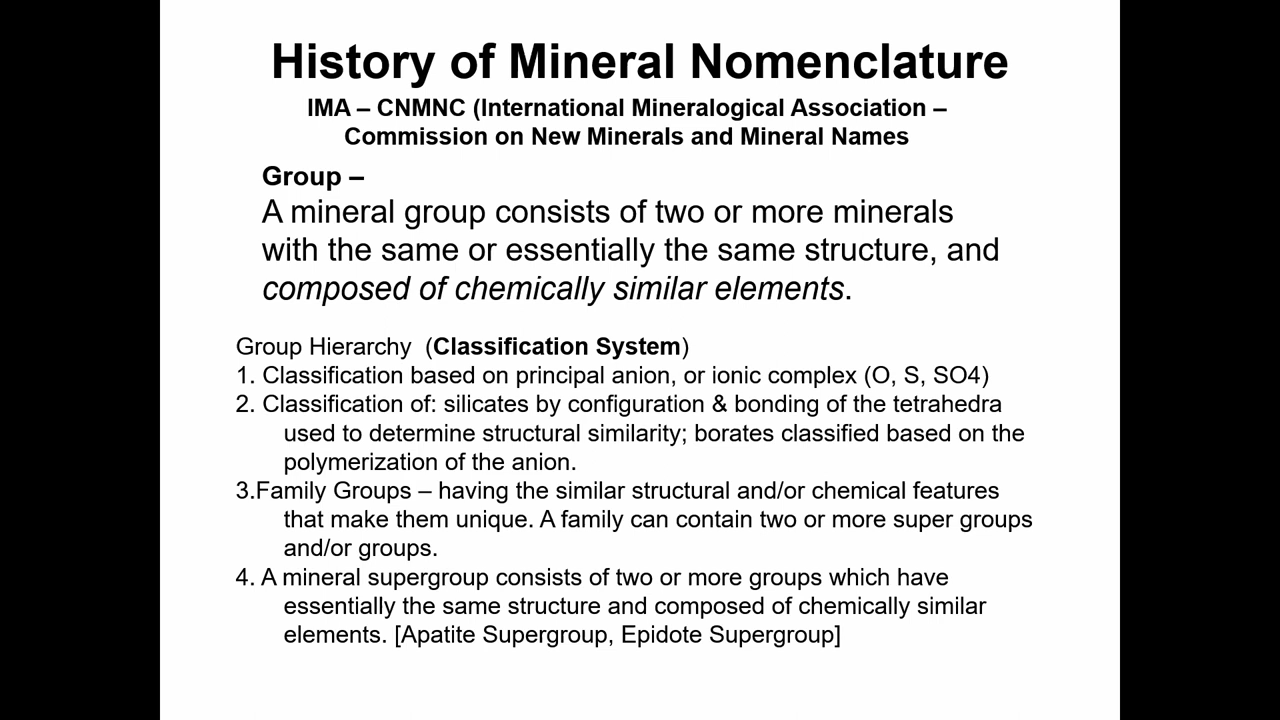 History of Mineral Nomenclature
IMA – CNMNC (International Mineralogical Association –
Commission on New Minerals and Mineral Names
Group –
A mineral group consists of two or more minerals
with the same or essentially the same structure, and
composed of chemically similar elements.
Group Hierarchy (Classification System)
1. Classification based on principal anion, or ionic complex (O, S, SO4)
2. Classification of: silicates by configuration & bonding of the tetrahedra
used to determine structural similarity; borates classified based on the
polymerization of the anion.
3.Family Groups – having the similar structural and/or chemical features
that make them unique. A family can contain two or more super groups
and/or groups.
4. A mineral supergroup consists of two or more groups which have
essentially the same structure and composed of chemically similar
elements. [Apatite Supergroup, Epidote Supergroup]